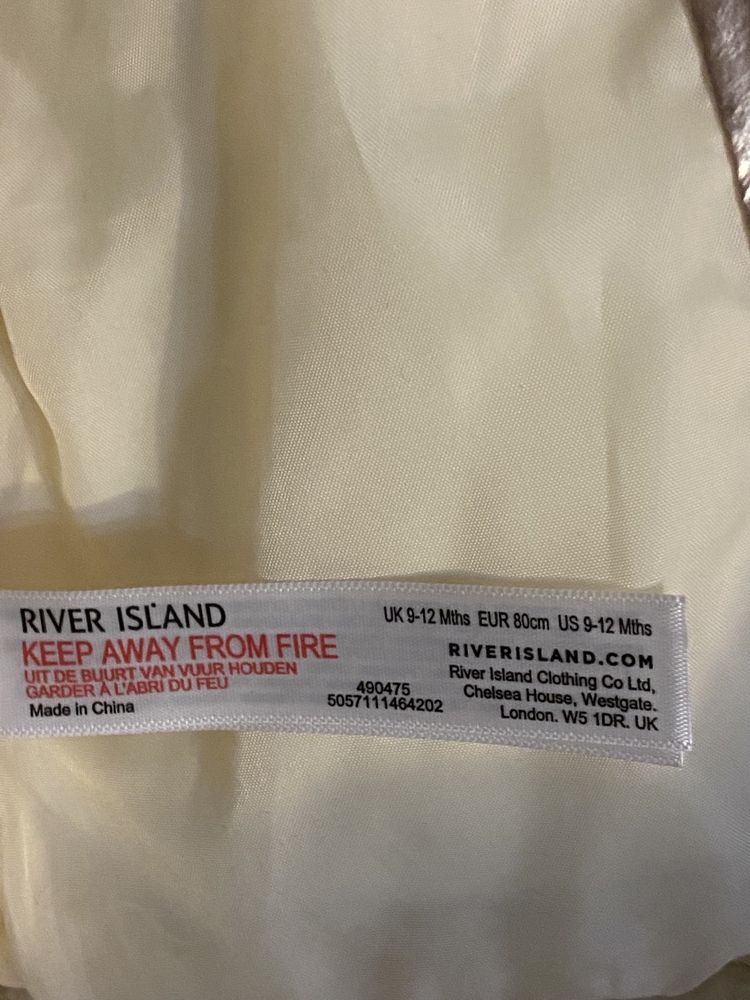 RIVER ISLAND
KEEP AWAY FROM FIRE
UIT DE BUURT VAN VUUR HOUDEN
GARDER À L'ABRI DU FEU
Made in China
490475
5057111464202
UK 9-12 Mths EUR 80cm US 9-12 Mths
RIVERISLAND.COM
River Island Clothing Co Ltd,
Chelsea House, Westgate.
London. W5 1DR. UK